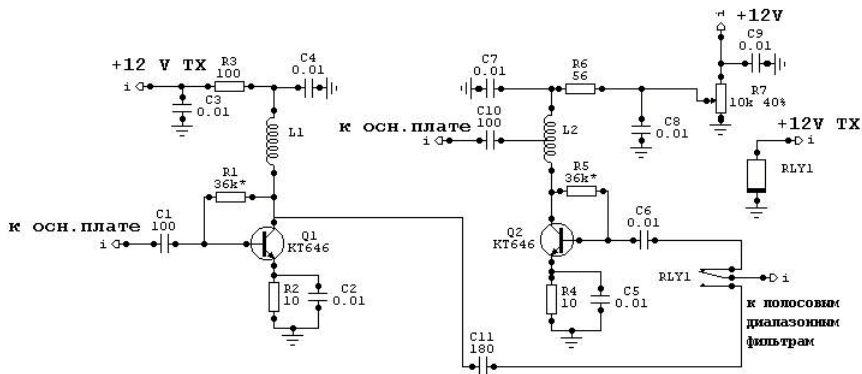 i +12V
+12 V TX
i
R3
100
C4
0.01
C3
0.01
L1
R1
36k*
к осн.плате
i
C1
100
Q1
KT646
R2
10
C2
0.01
C7
0.01
R6
56
C9
0.01
R7
10k 40%
C10
100
к осн.плате
i
L2
C8
0.01
+12V TX
i
RLY1
R5
36k*
C6
0.01
Q2
KT646
R4
10
C5
0.01
RLY1
i
к полосовым
диапазонным
фильтрам
C11
180